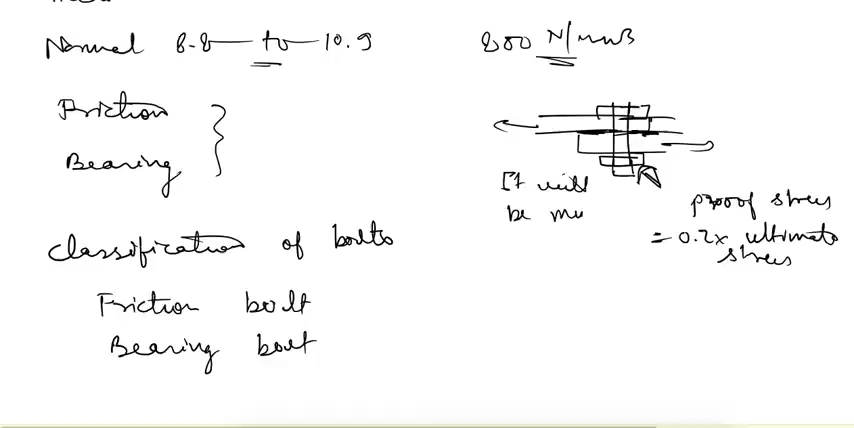 Normal 8.8 — to — 10.9
800 N/mm
Friction
Bearing
It will
be mu
proof stress
= 0.2x ultimate
stress
Classification of bolts
Friction bolt
Bearing bolt